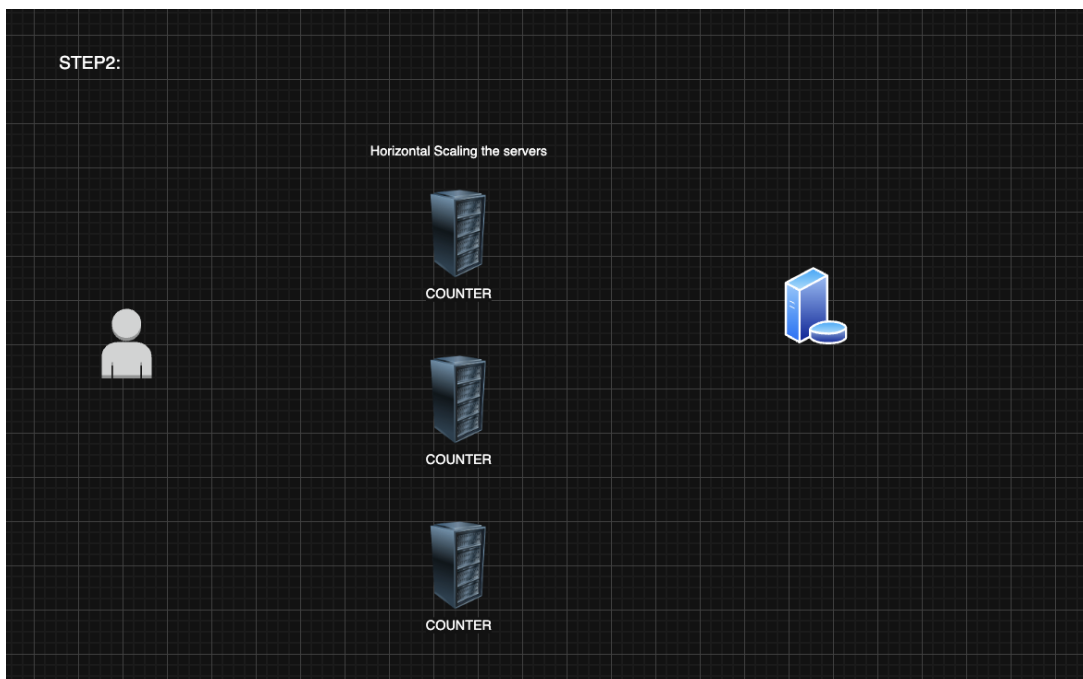 STEP2:
Horizontal Scaling the servers
COUNTER
COUNTER
COUNTER